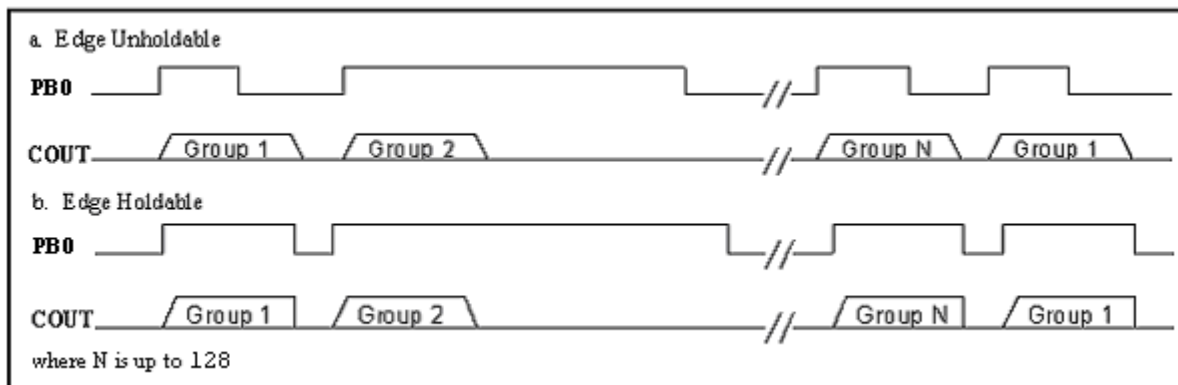 a. Edge Unholdable
PB0
COUT Group 1 Group 2 // Group N Group 1
b. Edge Holdable
PB0
COUT Group 1 Group 2 // Group N Group 1
where N is up to 128